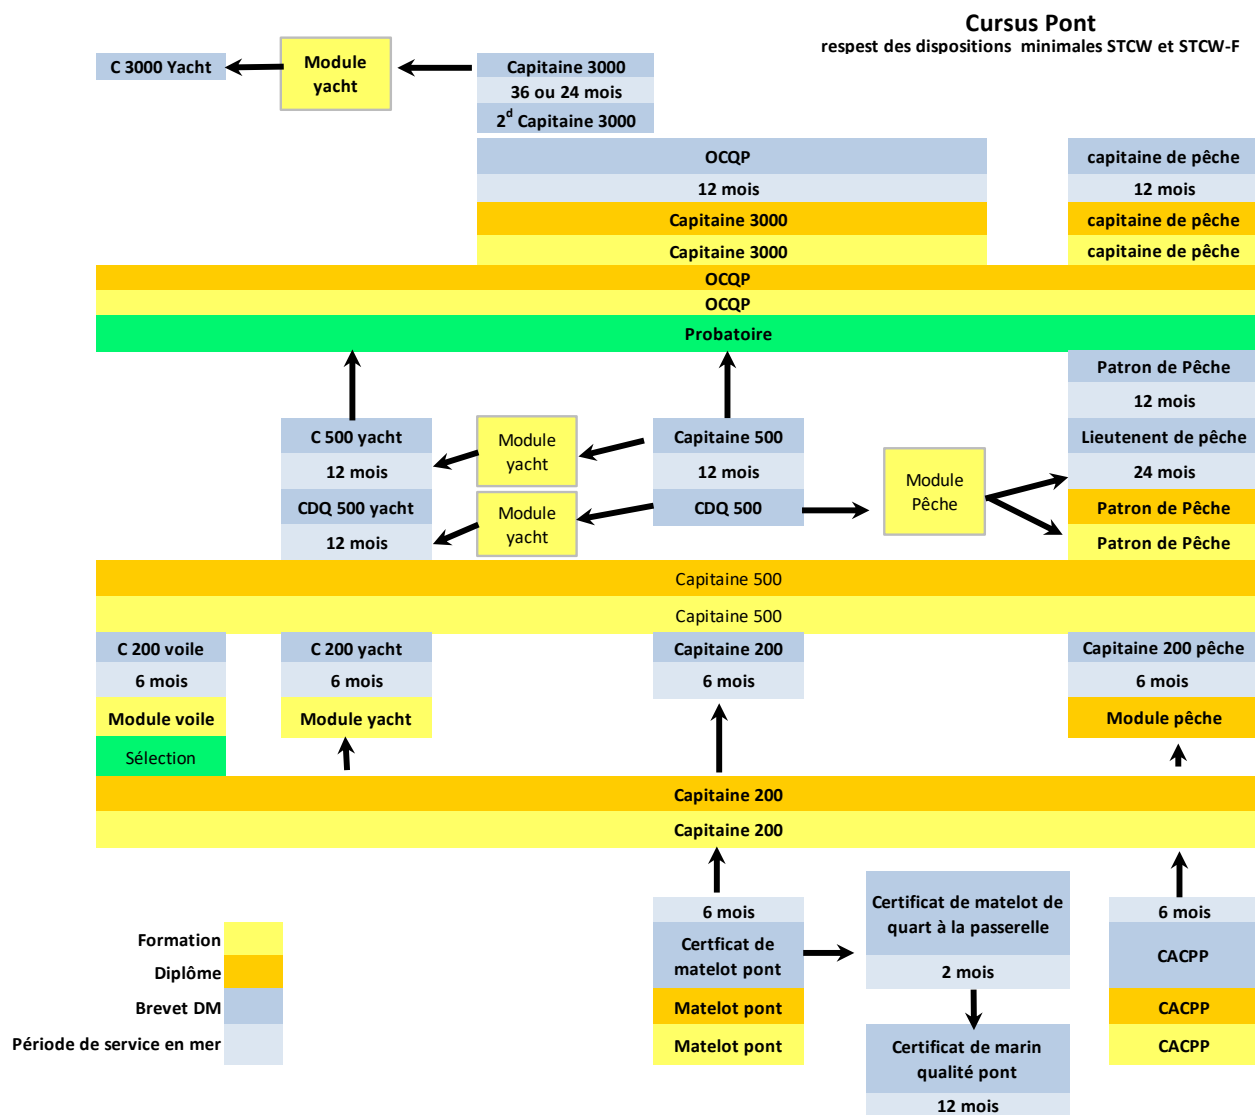 Cursus Pont
respest des dispositions minimales STCW et STCW-F
C 3000 Yacht
Module
yacht
Capitaine 3000
36 ou 24 mois
2d Capitaine 3000
OCQP
capitaine de pêche
12 mois
12 mois
Capitaine 3000
capitaine de pêche
Capitaine 3000
capitaine de pêche
OCQP
OCQP
Probatoire
Patron de Pêche
12 mois
C 500 yacht
Module
yacht
Capitaine 500
Lieutenent de pêche
12 mois
12 mois
Module
Pêche
24 mois
CDQ 500 yacht
Module
yacht
CDQ 500
Patron de Pêche
12 mois
Patron de Pêche
Capitaine 500
Capitaine 500
C 200 voile
C 200 yacht
Capitaine 200
Capitaine 200 pêche
6 mois
6 mois
6 mois
6 mois
Module voile
Module yacht
Module pêche
Sélection
Capitaine 200
Capitaine 200
6 mois
Certificat de matelot de
quart à la passerelle
6 mois
Formation
Certficat de
matelot pont
CACPP
Diplôme
2 mois
Brevet DM
Matelot pont
CACPP
Période de service en mer
Matelot pont
Certificat de marin
qualité pont
CACPP
12 mois